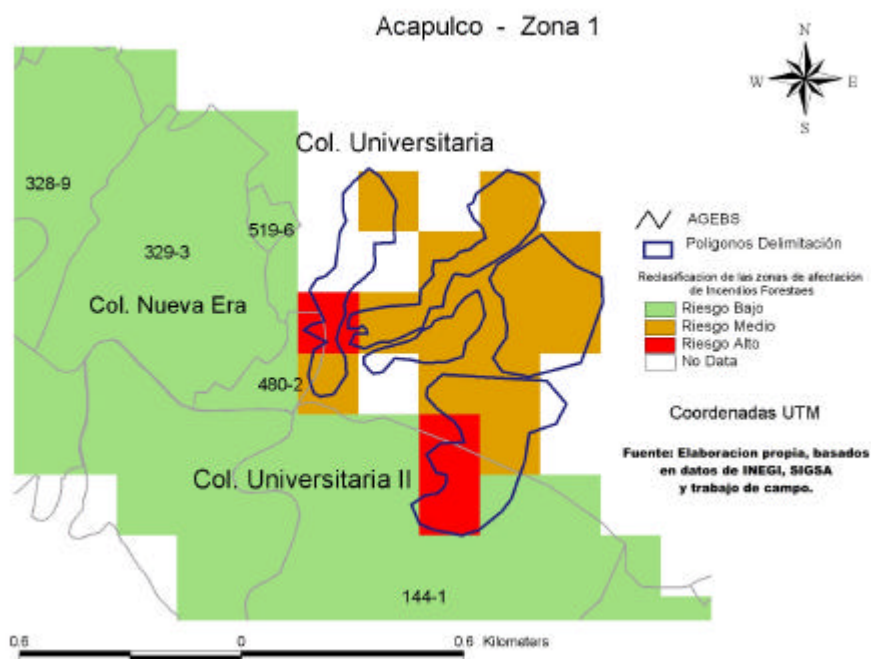 Acapulco - Zona 1
N
W E
S
Col. Universitaria
328-9
519-6
329-3
Col. Nueva Era
480-2
Col. Universitaria II
144-1
AGEBS
Poligonos Delimitación
Reclasificacion de las zonas de afectación
de Incendios Forestaes
Riesgo Bajo
Riesgo Medio
Riesgo Alto
No Data
Coordenadas UTM
Fuente: Elaboracion propia, basados
en datos de INEGI, SIGSA
y trabajo de campo.
0.6 0 0.6 Kilometers